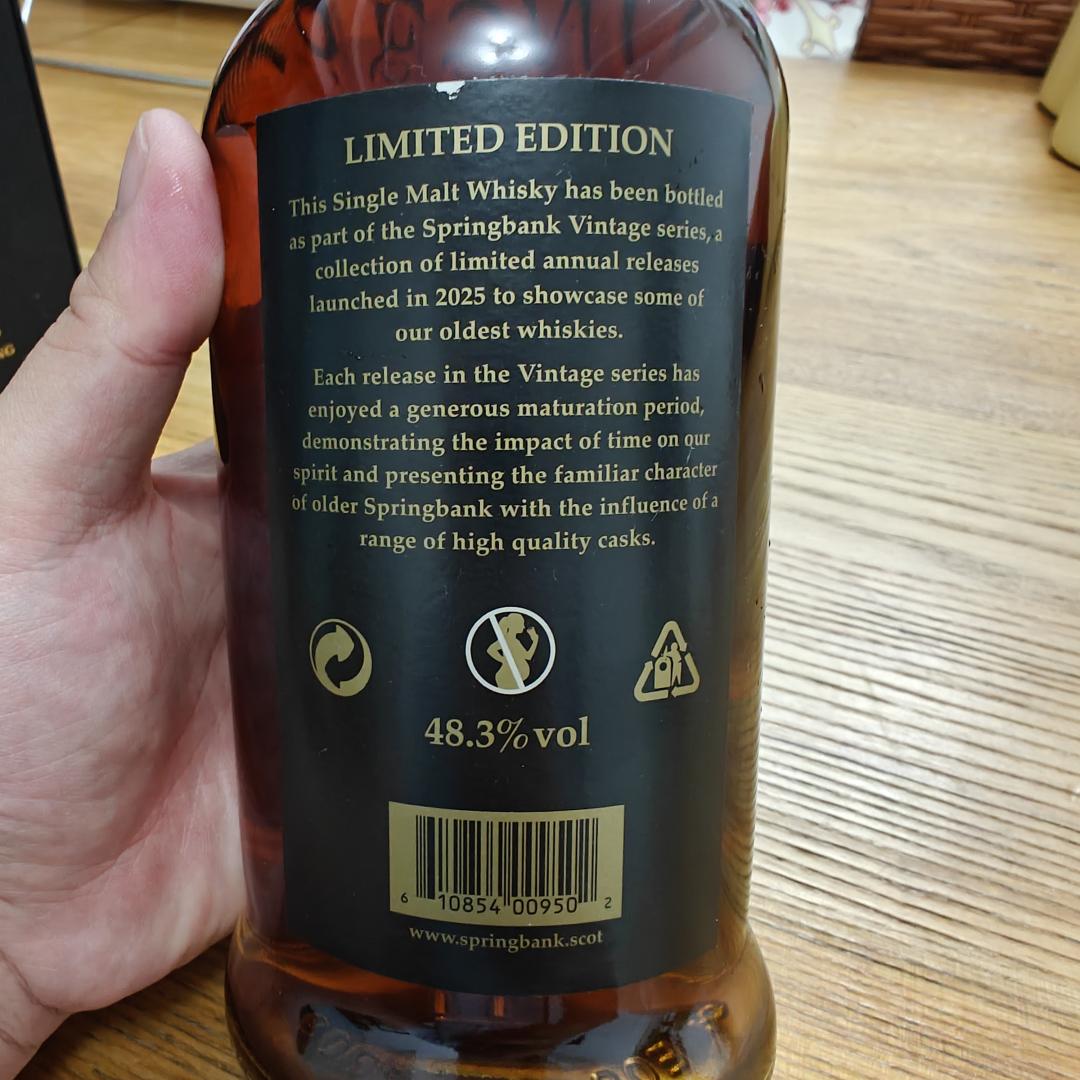 LIMITED EDITION
This Single Malt Whisky has been bottled
as part of the Springbank Vintage series, a
collection of limited annual releases
launched in 2025 to showcase some of
our oldest whiskies.
Each release in the Vintage series has
enjoyed a generous maturation period,
demonstrating the impact of time on our
spirit and presenting the familiar character
of older Springbank with the influence of a
range of high quality casks.
48.3% vol
6 10854 00950 2
www.springbank.scot